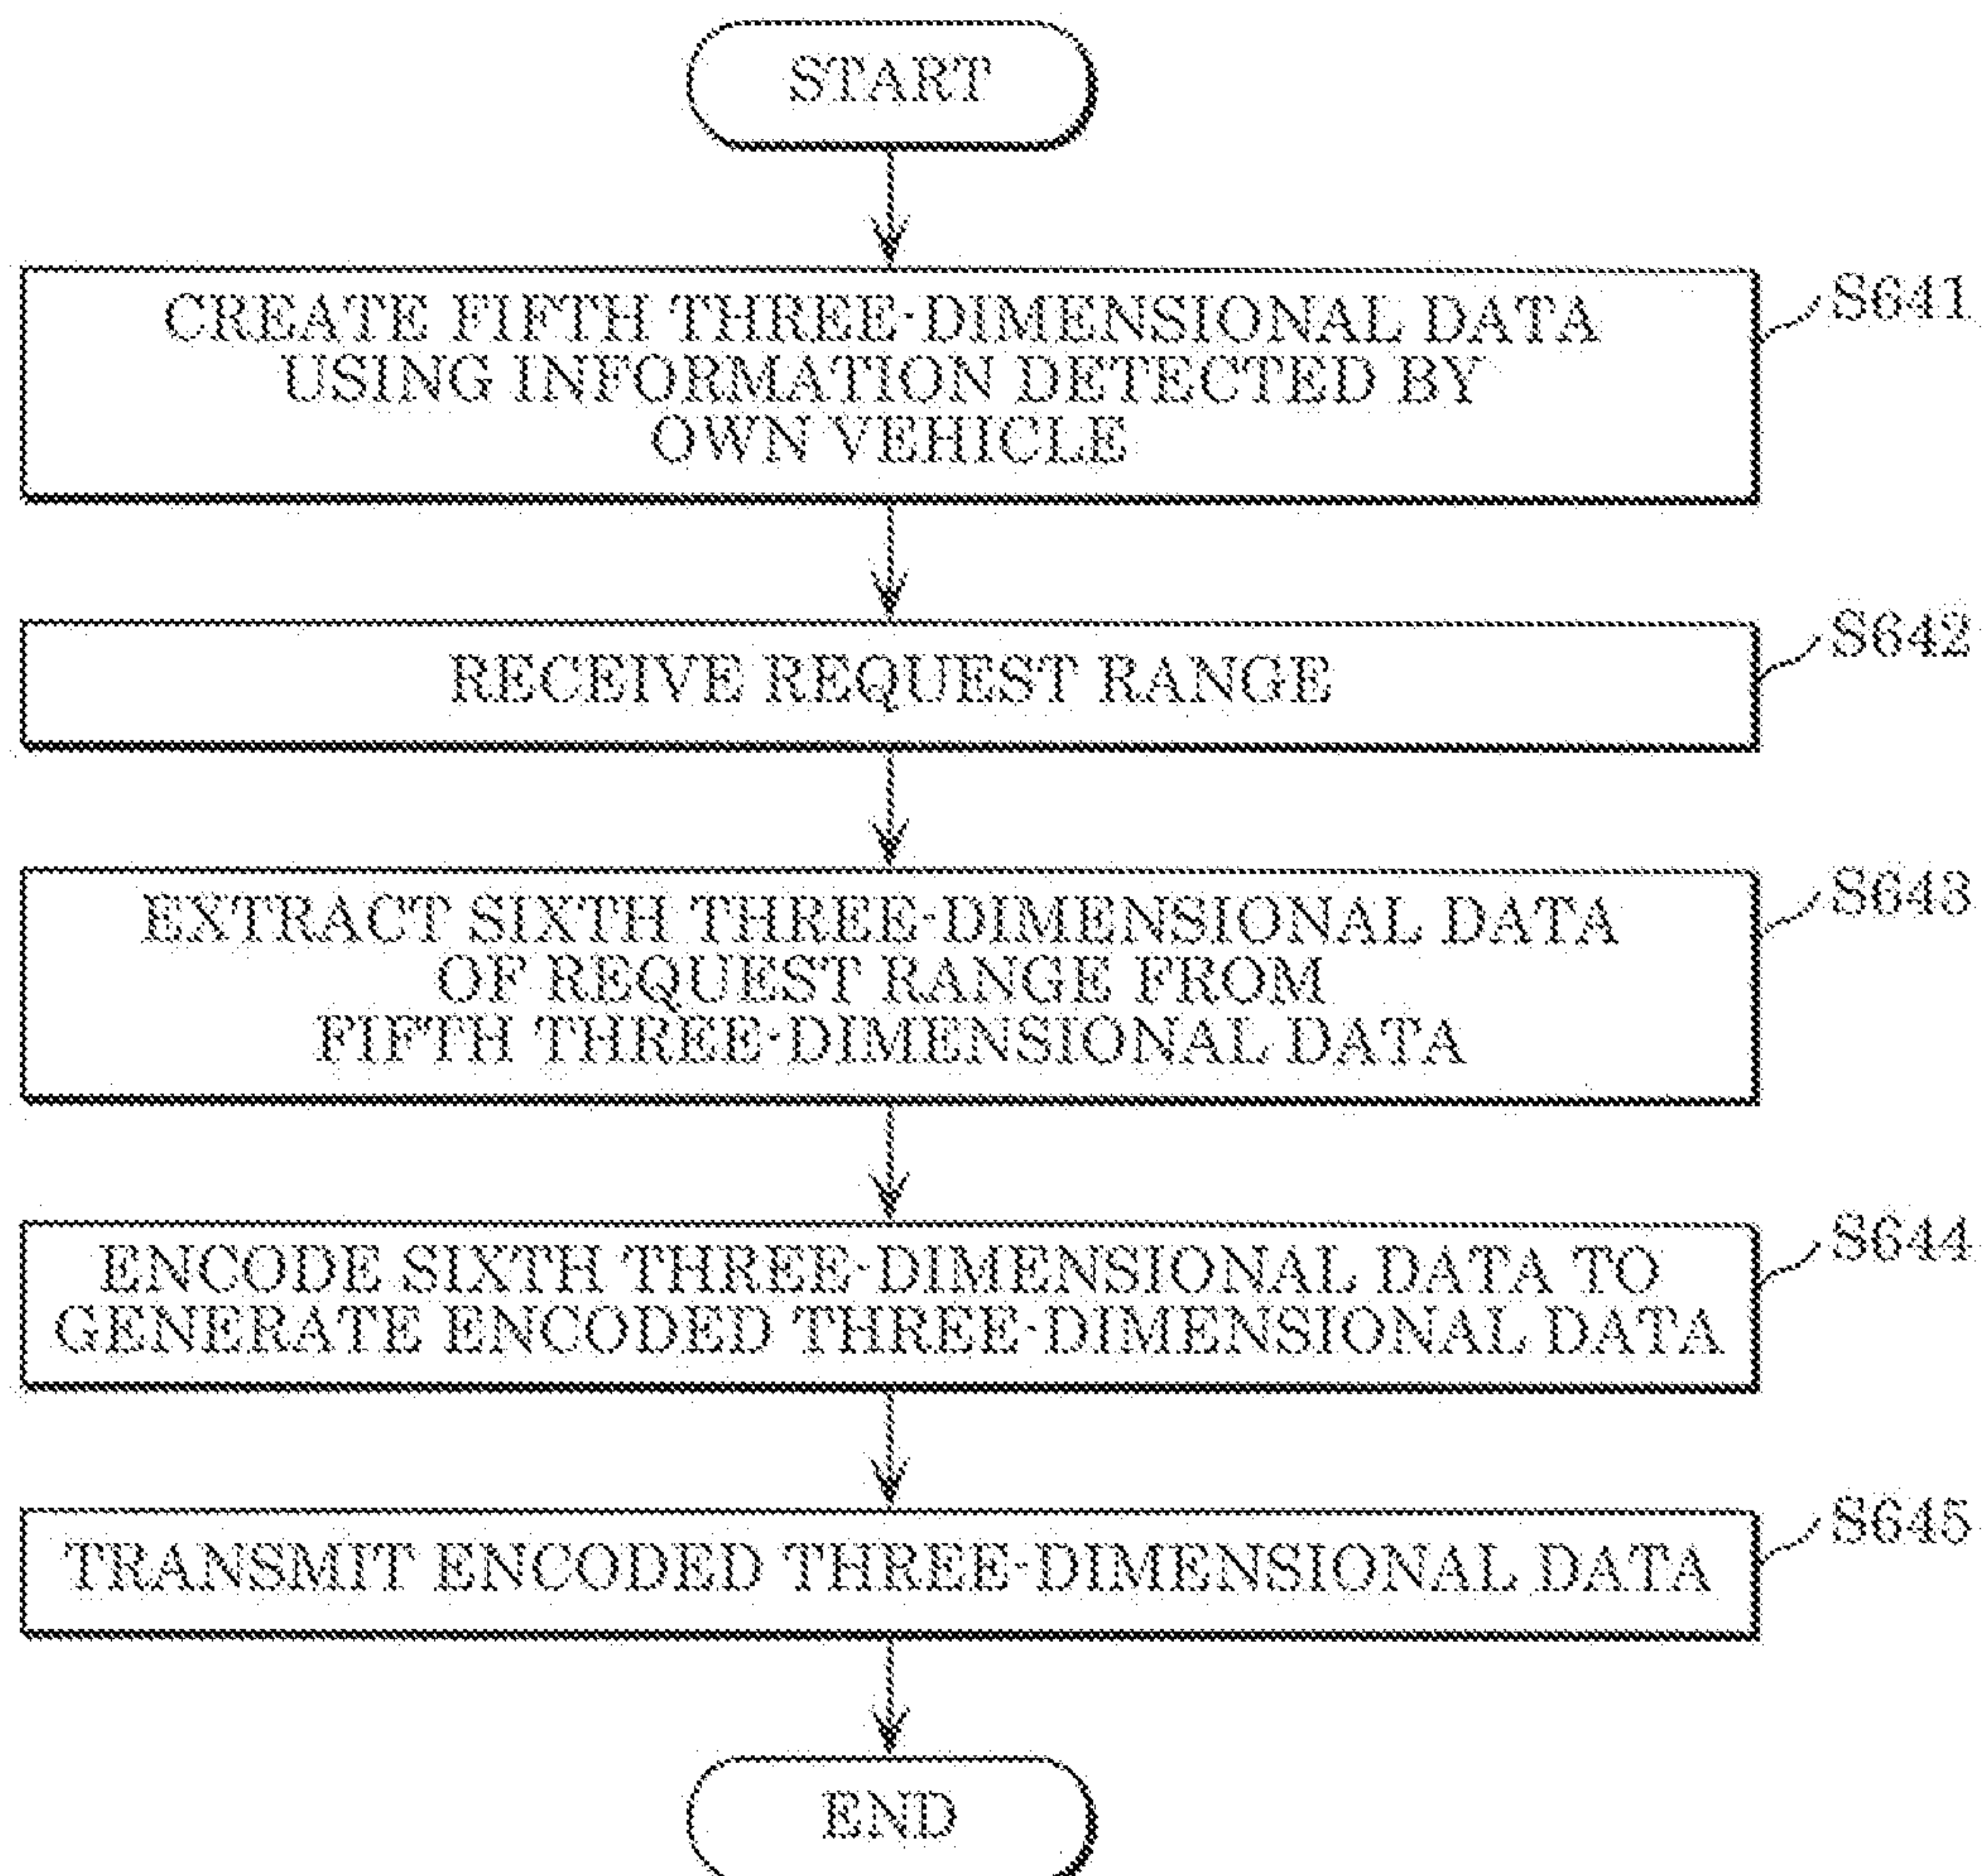 START
CREATE FIFTH THREE-DIMENSIONAL DATA
USING INFORMATION DETECTED BY
OWN VEHICLE
S641
RECEIVE REQUEST RANGE
S642
EXTRACT SIXTH THREE-DIMENSIONAL DATA
OF REQUEST RANGE FROM
FIFTH THREE-DIMENSIONAL DATA
S643
ENCODE SIXTH THREE-DIMENSIONAL DATA TO
GENERATE ENCODED THREE-DIMENSIONAL DATA
S644
TRANSMIT ENCODED THREE-DIMENSIONAL DATA
S645
END